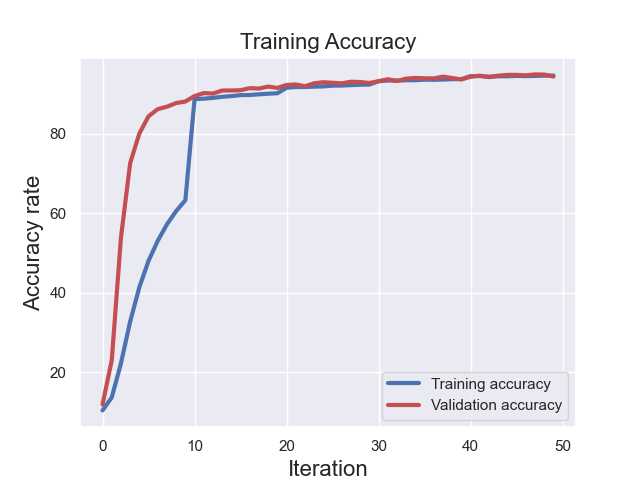 Training Accuracy
Accuracy rate
80
60
40
20
Training accuracy
Validation accuracy
0 10 20 30 40 50
Iteration